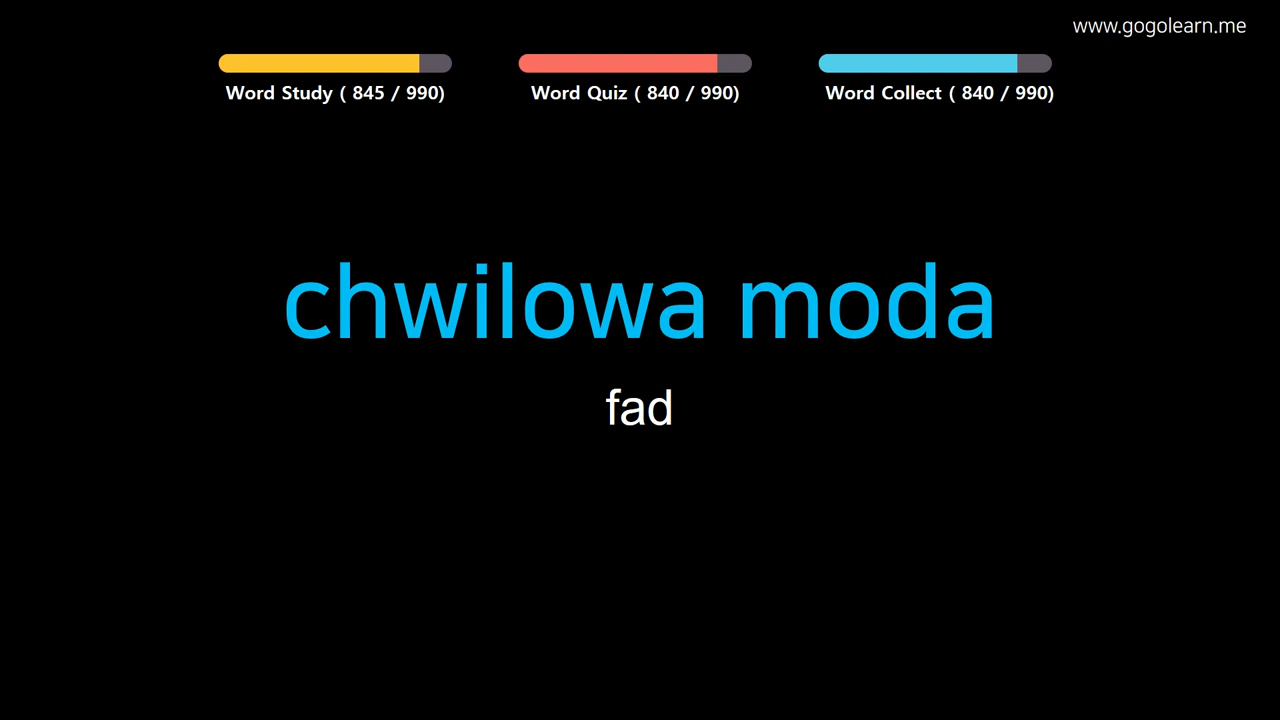 www.gogolearn.me
Word Study ( 845 / 990)
Word Quiz ( 840 / 990)
Word Collect ( 840 / 990)
chwilowa moda
fad